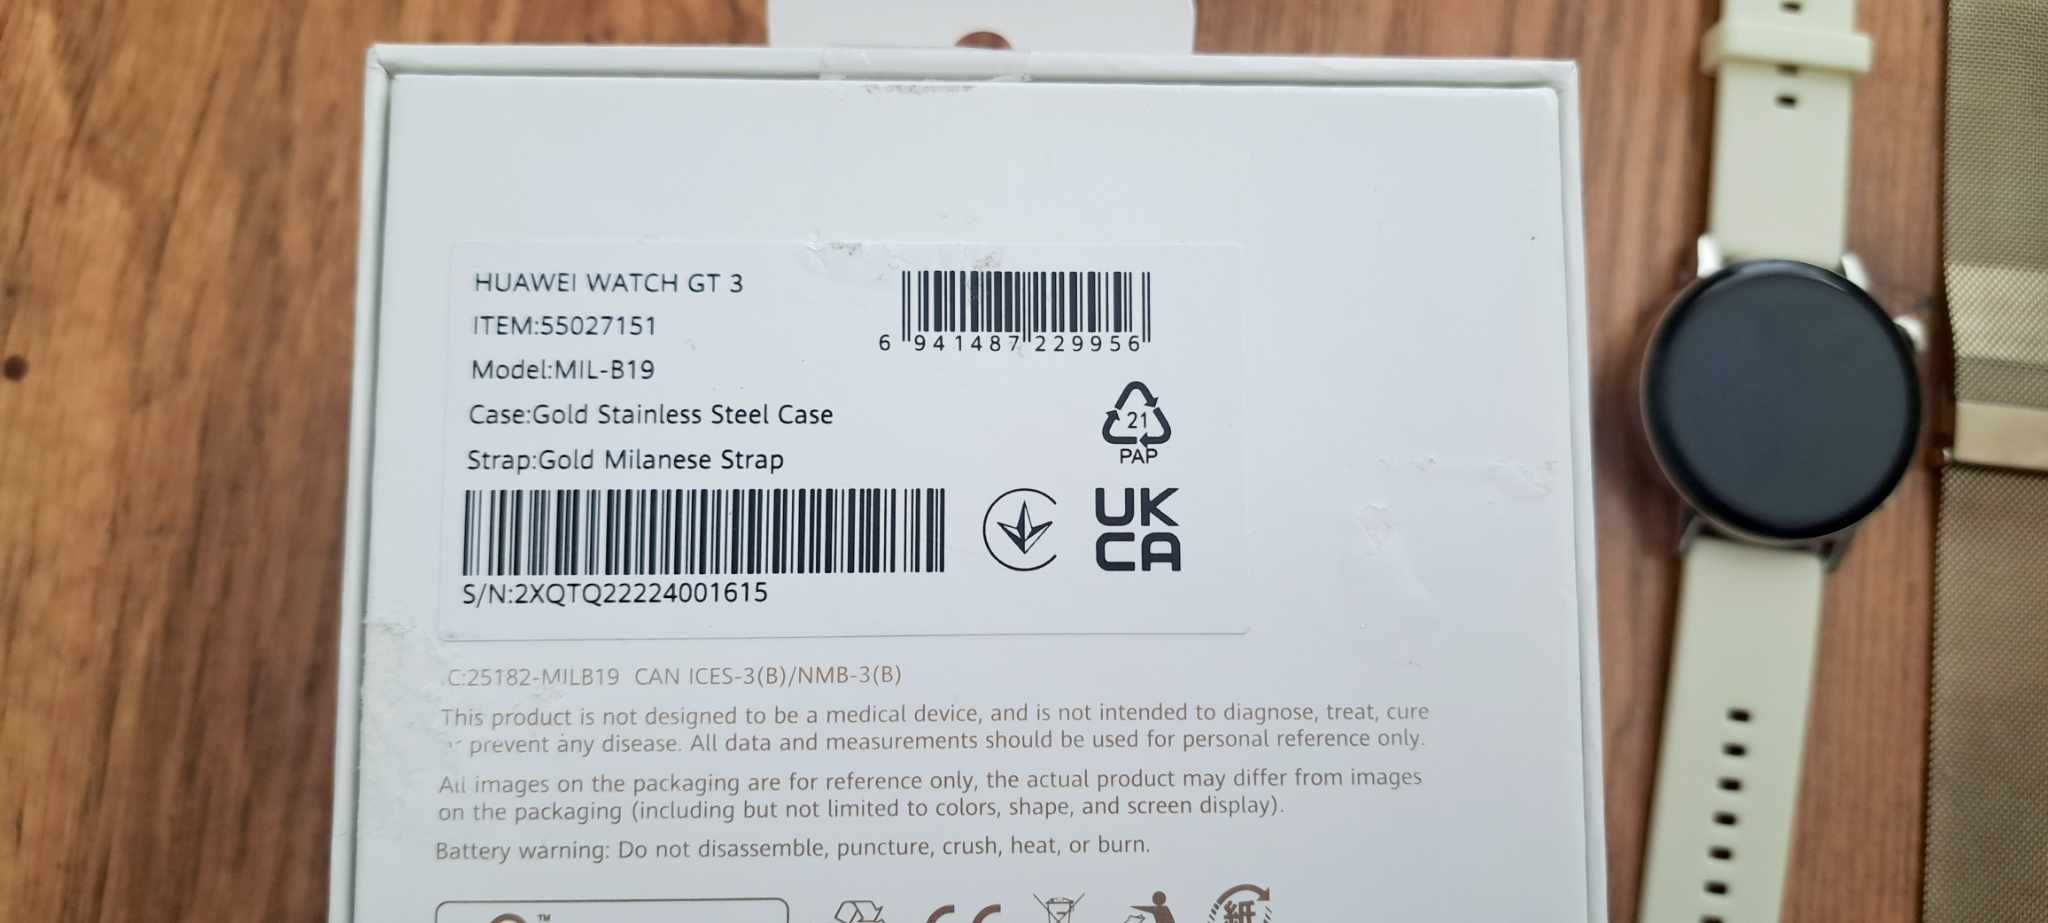 HUAWEI WATCH GT 3
ITEM:55027151
Model:MIL-B19
Case:Gold Stainless Steel Case
Strap:Gold Milanese Strap
6 941487 229956
21
PAP
UK
CA
S/N:2XQTQ22224001615
C:25182-MILB19 CAN ICES-3(B)/NMB-3(B)
This product is not designed to be a medical device, and is not intended to diagnose, treat, cure
prevent any disease. All data and measurements should be used for personal reference only.
All images on the packaging are for reference only, the actual product may differ from images
on the packaging (including but not limited to colors, shape, and screen display).
Battery warning: Do not disassemble, puncture, crush, heat, or burn.
TM
紙